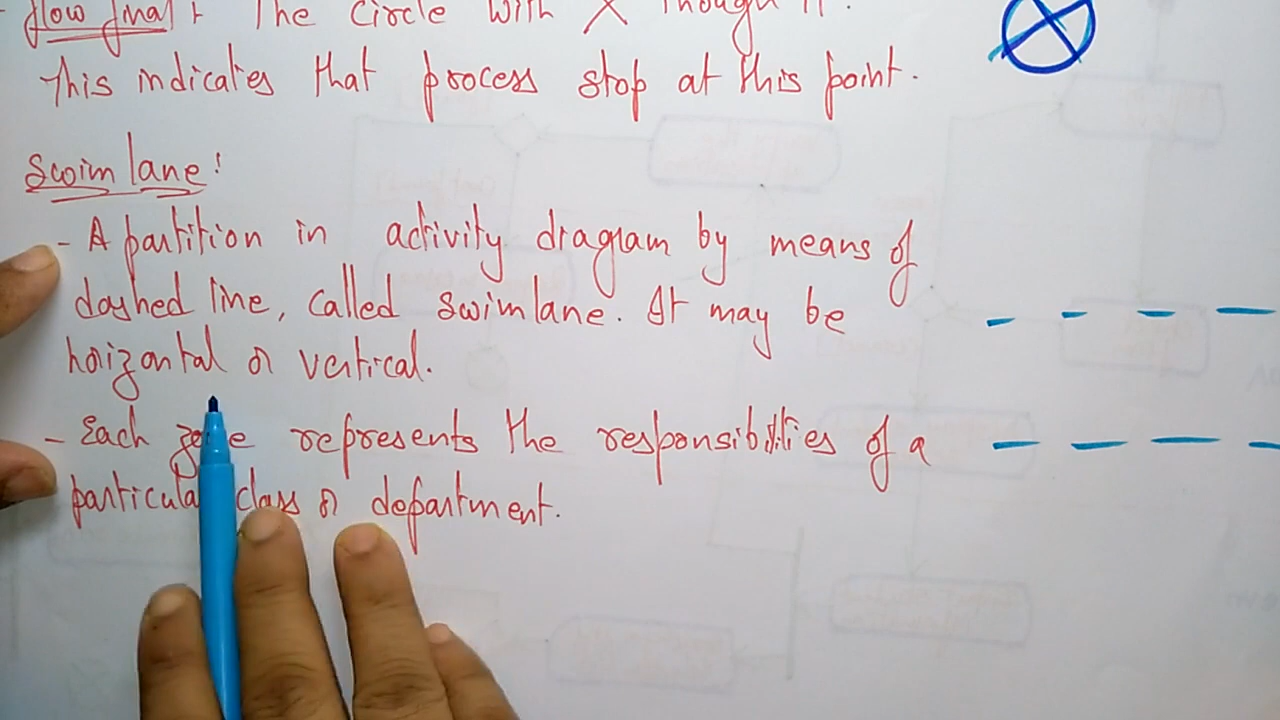 - flow final : The Circle with X though it.
This indicates that process stop at this point.
Swimlane:
- A partition in activity diagram by means of
dashed line, called swimlane. It may be
horizontal or vertical.
- Each zone represents the responsibilities of a
particular class or department.